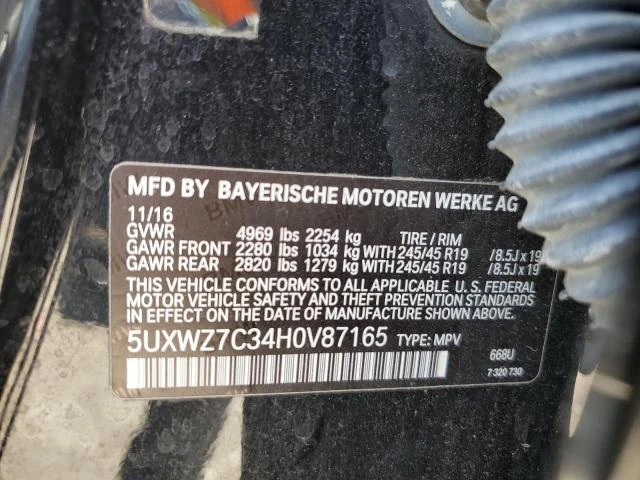 MFD BY BAYERISCHE MOTOREN WERKE AG
11/16
GVWR 4969 lbs 2254 kg TIRE / RIM
GAWR FRONT 2280 lbs 1034 kg WITH 245/45 R19 /8.5J x 19
GAWR REAR 2820 lbs 1279 kg WITH 245/45 R19 /8.5J x 19
THIS VEHICLE CONFORMS TO ALL APPLICABLE U. S. FEDERAL
MOTOR VEHICLE SAFETY AND THEFT PREVENTION STANDARDS
IN EFFECT ON THE DATE OF MANUFACTURE SHOWN ABOVE.
5UXWZ7C34H0V87165 TYPE: MPV
668U
7 320 730